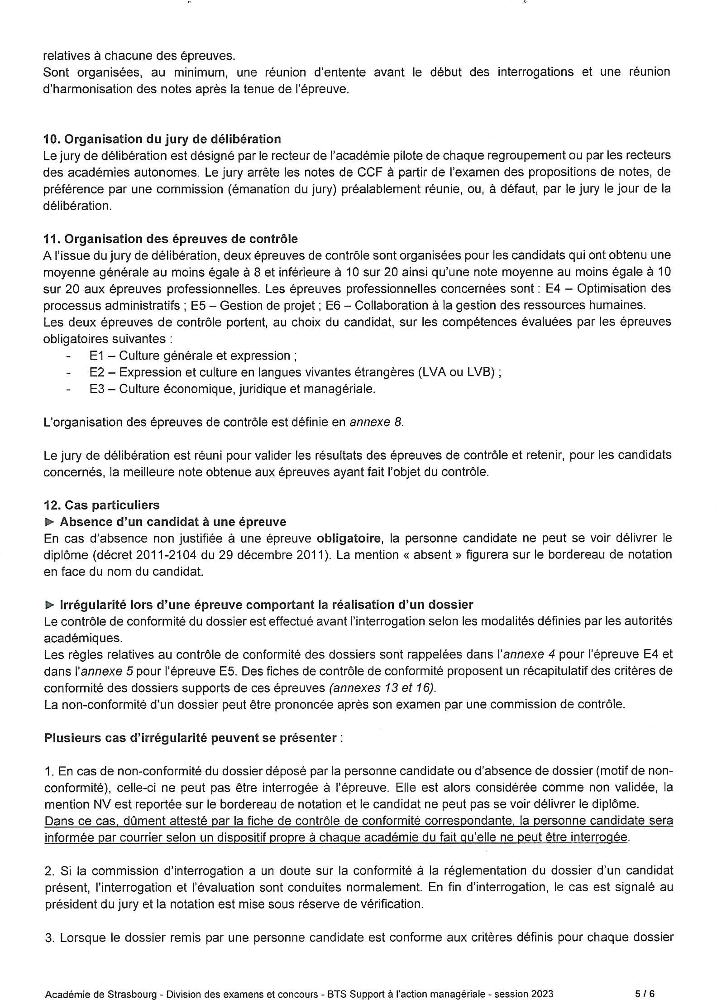 relatives à chacune des épreuves.
Sont organisées, au minimum, une réunion d'entente avant le début des interrogations et une réunion
d'harmonisation des notes après la tenue de l'épreuve.
10. Organisation du jury de délibération
Le jury de délibération est désigné par le recteur de l'académie pilote de chaque regroupement ou par les recteurs
des académies autonomes. Le jury arrête les notes de CCF à partir de l'examen des propositions de notes, de
préférence par une commission (émanation du jury) préalablement réunie, ou, à défaut, par le jury le jour de la
délibération.
11. Organisation des épreuves de contrôle
A l'issue du jury de délibération, deux épreuves de contrôle sont organisées pour les candidats qui ont obtenu une
moyenne générale au moins égale à 8 et inférieure à 10 sur 20 ainsi qu'une note moyenne au moins égale à 10
sur 20 aux épreuves professionnelles. Les épreuves professionnelles concernées sont : E4 – Optimisation des
processus administratifs ; E5 – Gestion de projet ; E6 – Collaboration à la gestion des ressources humaines.
Les deux épreuves de contrôle portent, au choix du candidat, sur les compétences évaluées par les épreuves
obligatoires suivantes :
- E1 – Culture générale et expression ;
- E2 – Expression et culture en langues vivantes étrangères (LVA ou LVB) ;
- E3 – Culture économique, juridique et managériale.
L'organisation des épreuves de contrôle est définie en annexe 8.
Le jury de délibération est réuni pour valider les résultats des épreuves de contrôle et retenir, pour les candidats
concernés, la meilleure note obtenue aux épreuves ayant fait l'objet du contrôle.
12. Cas particuliers
► Absence d'un candidat à une épreuve
En cas d'absence non justifiée à une épreuve obligatoire, la personne candidate ne peut se voir délivrer le
diplôme (décret 2011-2104 du 29 décembre 2011). La mention « absent » figurera sur le bordereau de notation
en face du nom du candidat.
► Irrégularité lors d'une épreuve comportant la réalisation d'un dossier
Le contrôle de conformité du dossier est effectué avant l'interrogation selon les modalités définies par les autorités
académiques.
Les règles relatives au contrôle de conformité des dossiers sont rappelées dans l'annexe 4 pour l'épreuve E4 et
dans l'annexe 5 pour l'épreuve E5. Des fiches de contrôle de conformité proposent un récapitulatif des critères de
conformité des dossiers supports de ces épreuves (annexes 13 et 16).
La non-conformité d'un dossier peut être prononcée après son examen par une commission de contrôle.
Plusieurs cas d'irrégularité peuvent se présenter :
1. En cas de non-conformité du dossier déposé par la personne candidate ou d'absence de dossier (motif de non-
conformité), celle-ci ne peut pas être interrogée à l'épreuve. Elle est alors considérée comme non validée, la
mention NV est reportée sur le bordereau de notation et le candidat ne peut pas se voir délivrer le diplôme.
Dans ce cas, dûment attesté par la fiche de contrôle de conformité correspondante, la personne candidate sera
informée par courrier selon un dispositif propre à chaque académie du fait qu'elle ne peut être interrogée.
2. Si la commission d'interrogation a un doute sur la conformité à la réglementation du dossier d'un candidat
présent, l'interrogation et l'évaluation sont conduites normalement. En fin d'interrogation, le cas est signalé au
président du jury et la notation est mise sous réserve de vérification.
3. Lorsque le dossier remis par une personne candidate est conforme aux critères définis pour chaque dossier
Académie de Strasbourg - Division des examens et concours - BTS Support à l'action managériale - session 2023 5 / 6